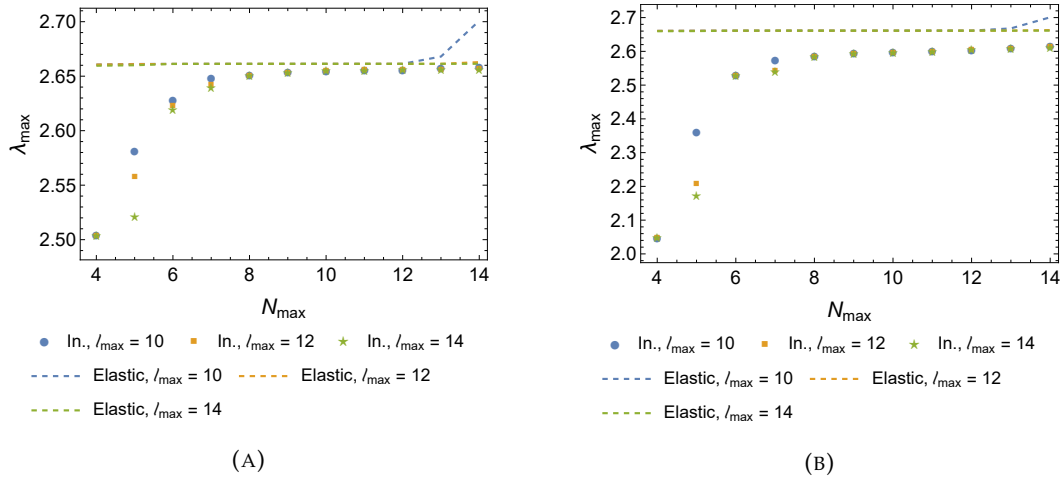 2.70
2.65
2.60
2.55
2.50
λmax
4 6 8 10 12 14
Nmax
In., lmax = 10 In., lmax = 12 In., lmax = 14
Elastic, lmax = 10 Elastic, lmax = 12
Elastic, lmax = 14
(A)
2.7
2.6
2.5
2.4
2.3
2.2
2.1
2.0
λmax
4 6 8 10 12 14
Nmax
In., lmax = 10 In., lmax = 12 In., lmax = 14
Elastic, lmax = 10 Elastic, lmax = 12
Elastic, lmax = 14
(B)